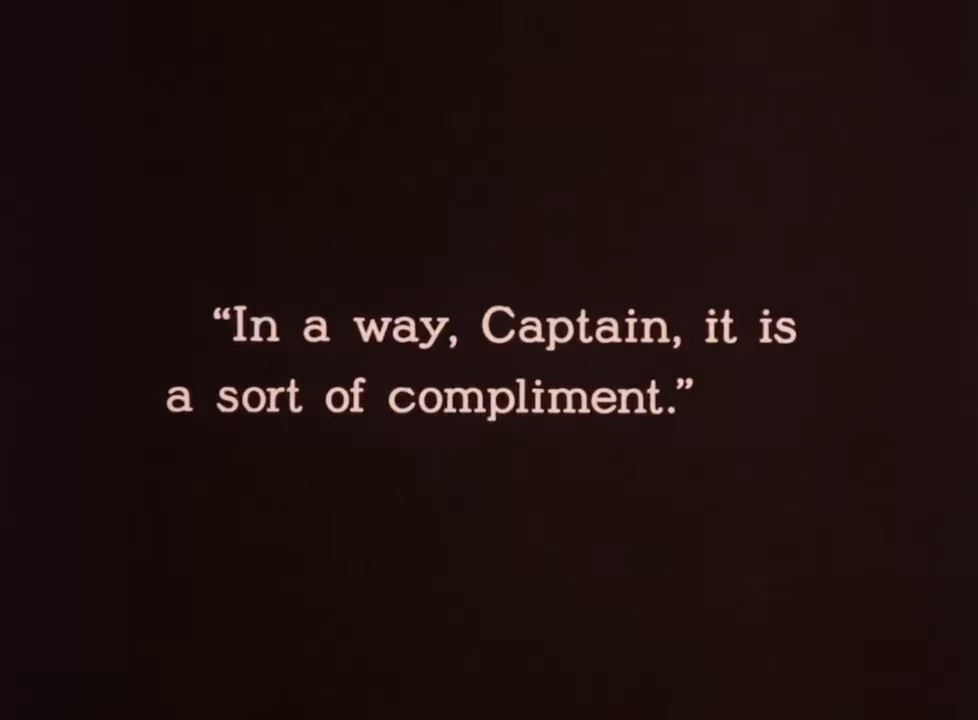 “In a way, Captain, it is
a sort of compliment.”